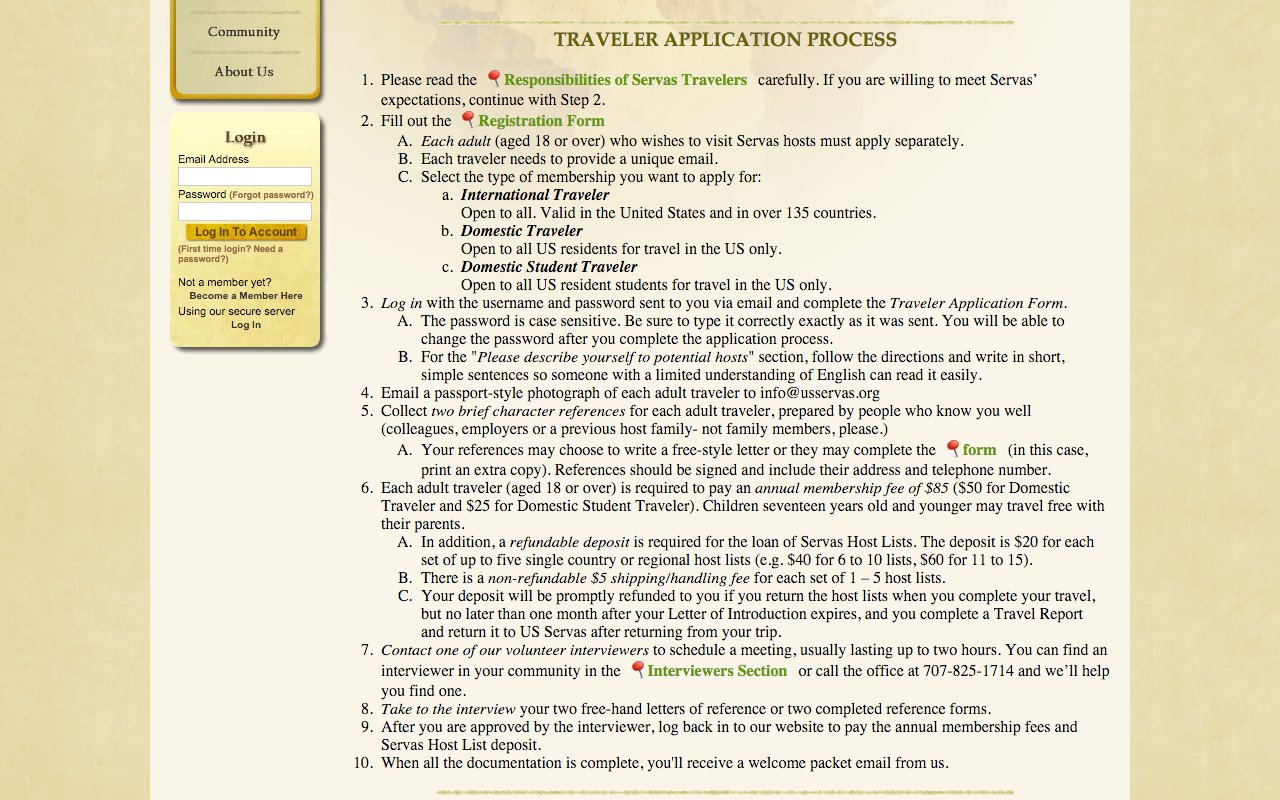 Community
About Us
Login
Email Address
Password (Forgot password?)
Log In To Account
(First time login? Need a
password?)
Not a member yet?
Become a Member Here
Using our secure server
Log In
TRAVELER APPLICATION PROCESS
1. Please read the Responsibilities of Servas Travelers carefully. If you are willing to meet Servas'
expectations, continue with Step 2.
2. Fill out the Registration Form
A. Each adult (aged 18 or over) who wishes to visit Servas hosts must apply separately.
B. Each traveler needs to provide a unique email.
C. Select the type of membership you want to apply for:
a. International Traveler
Open to all. Valid in the United States and in over 135 countries.
b. Domestic Traveler
Open to all US residents for travel in the US only.
c. Domestic Student Traveler
Open to all US resident students for travel in the US only.
3. Log in with the username and password sent to you via email and complete the Traveler Application Form.
A. The password is case sensitive. Be sure to type it correctly exactly as it was sent. You will be able to
change the password after you complete the application process.
B. For the "Please describe yourself to potential hosts" section, follow the directions and write in short,
simple sentences so someone with a limited understanding of English can read it easily.
4. Email a passport-style photograph of each adult traveler to info@usservas.org
5. Collect two brief character references for each adult traveler, prepared by people who know you well
(colleagues, employers or a previous host family- not family members, please.)
A. Your references may choose to write a free-style letter or they may complete the form (in this case,
print an extra copy). References should be signed and include their address and telephone number.
6. Each adult traveler (aged 18 or over) is required to pay an annual membership fee of $85 ($50 for Domestic
Traveler and $25 for Domestic Student Traveler). Children seventeen years old and younger may travel free with
their parents.
A. In addition, a refundable deposit is required for the loan of Servas Host Lists. The deposit is $20 for each
set of up to five single country or regional host lists (e.g. $40 for 6 to 10 lists, $60 for 11 to 15).
B. There is a non-refundable $5 shipping/handling fee for each set of 1 – 5 host lists.
C. Your deposit will be promptly refunded to you if you return the host lists when you complete your travel,
but no later than one month after your Letter of Introduction expires, and you complete a Travel Report
and return it to US Servas after returning from your trip.
7. Contact one of our volunteer interviewers to schedule a meeting, usually lasting up to two hours. You can find an
interviewer in your community in the Interviewers Section or call the office at 707-825-1714 and we'll help
you find one.
8. Take to the interview your two free-hand letters of reference or two completed reference forms.
9. After you are approved by the interviewer, log back in to our website to pay the annual membership fees and
Servas Host List deposit.
10. When all the documentation is complete, you'll receive a welcome packet email from us.